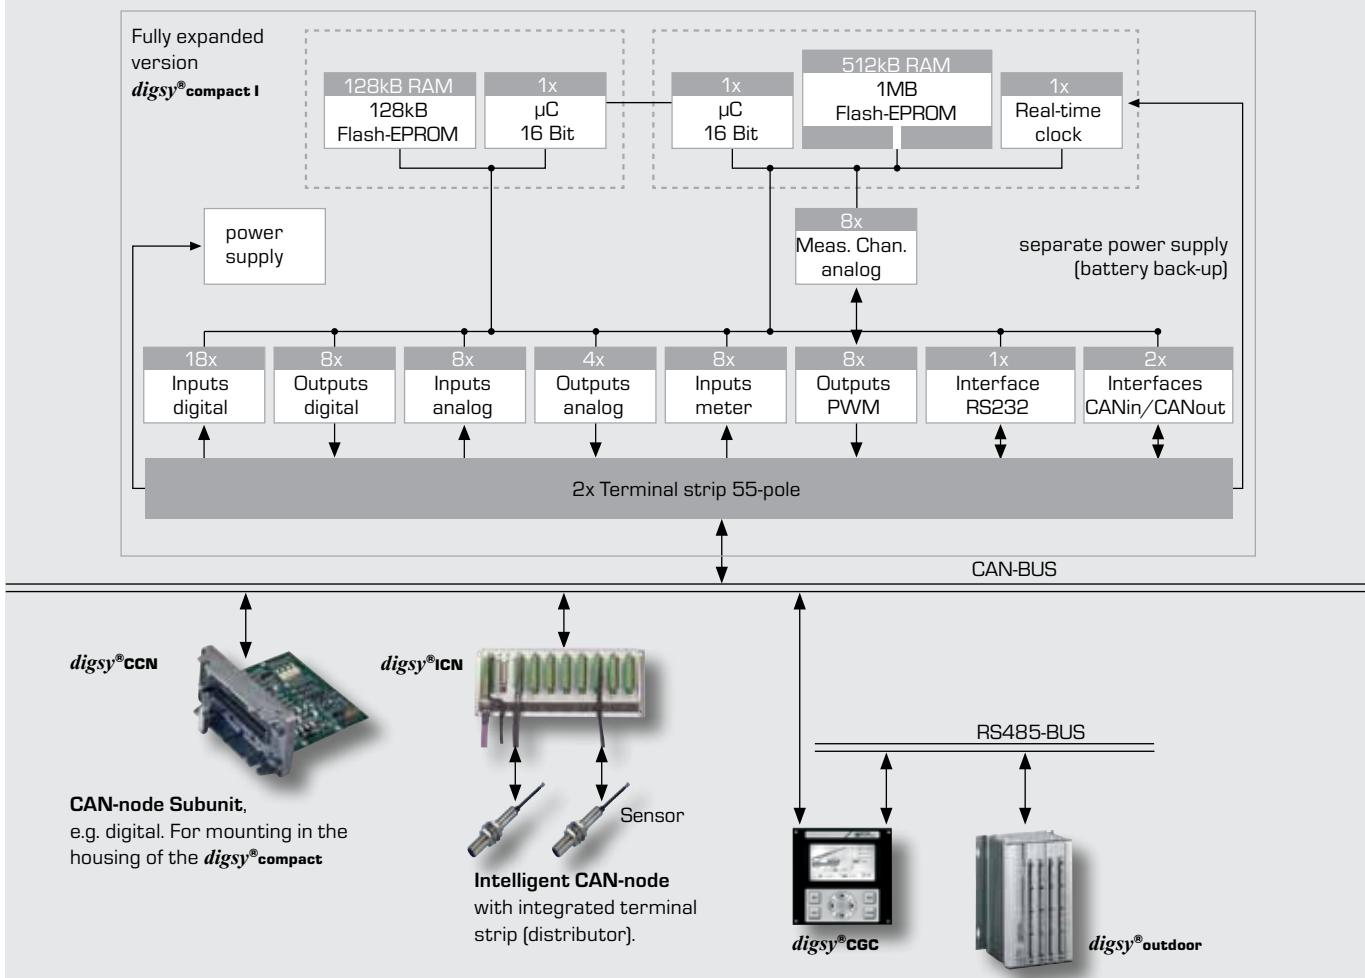 Fully expanded
version
digsy®compact I
128kB RAM
128kB
Flash-EPROM
1x
µC
16 Bit
1x
µC
16 Bit
512kB RAM
1MB
Flash-EPROM
1x
Real-time
clock
power
supply
8x
Meas. Chan.
analog
separate power supply
(battery back-up)
18x
Inputs
digital
8x
Outputs
digital
8x
Inputs
analog
4x
Outputs
analog
8x
Inputs
meter
8x
Outputs
PWM
1x
Interface
RS232
2x
Interfaces
CANin/CANout
2x Terminal strip 55-pole
CAN-BUS
digsy®CCN
digsy®ICN
RS485-BUS
CAN-node Subunit,
e.g. digital. For mounting in the
housing of the digsy®compact
Sensor
Intelligent CAN-node
with integrated terminal
strip (distributor).
digsy®CGC
digsy®outdoor